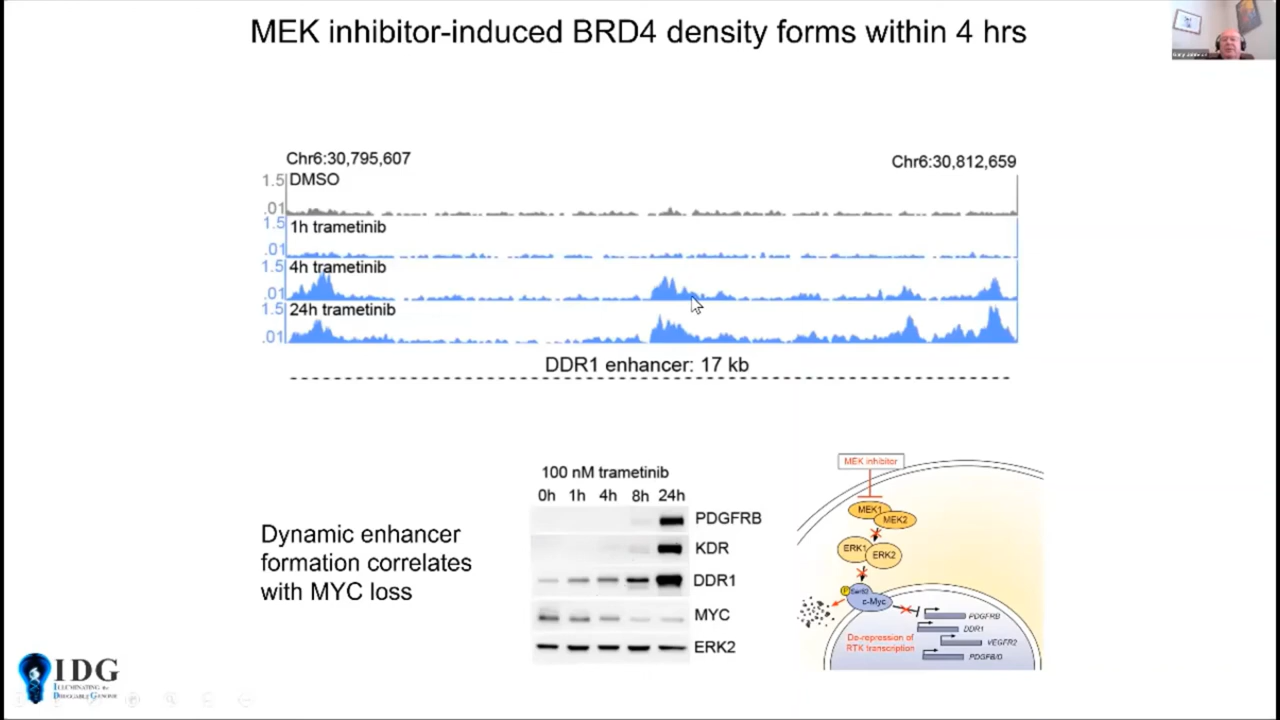 MEK inhibitor-induced BRD4 density forms within 4 hrs
Chr6:30,795,607
Chr6:30,812,659
1.5
DMSO
.01
1.5
1h trametinib
.01
1.5
4h trametinib
.01
1.5
24h trametinib
.01
DDR1 enhancer: 17 kb
Dynamic enhancer
formation correlates
with MYC loss
100 nM trametinib
0h 1h 4h 8h 24h
PDGFRB
KDR
DDR1
MYC
ERK2
MEK inhibitor
MEK1
MEK2
ERK1
ERK2
P
Ser62
c-Myc
De-repression of
RTK transcription
PDGFRB
DDR1
VEGFR2
PDGFB/D
IDG
Illuminating the
Druggable Genome